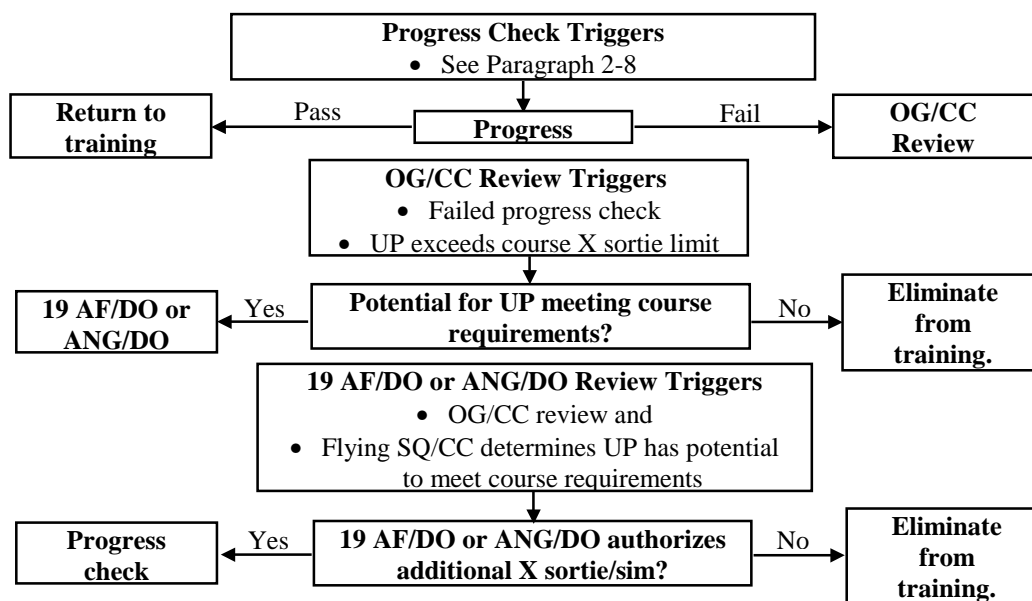 Progress Check Triggers
• See Paragraph 2-8
Return to
training
Pass
Progress
Fail
OG/CC
Review
OG/CC Review Triggers
• Failed progress check
• UP exceeds course X sortie limit
19 AF/DO or
ANG/DO
Yes
Potential for UP meeting course
requirements?
No
Eliminate
from
training.
19 AF/DO or ANG/DO Review Triggers
• OG/CC review and
• Flying SQ/CC determines UP has potential
to meet course requirements
Progress
check
Yes
19 AF/DO or ANG/DO authorizes
additional X sortie/sim?
No
Eliminate
from
training.